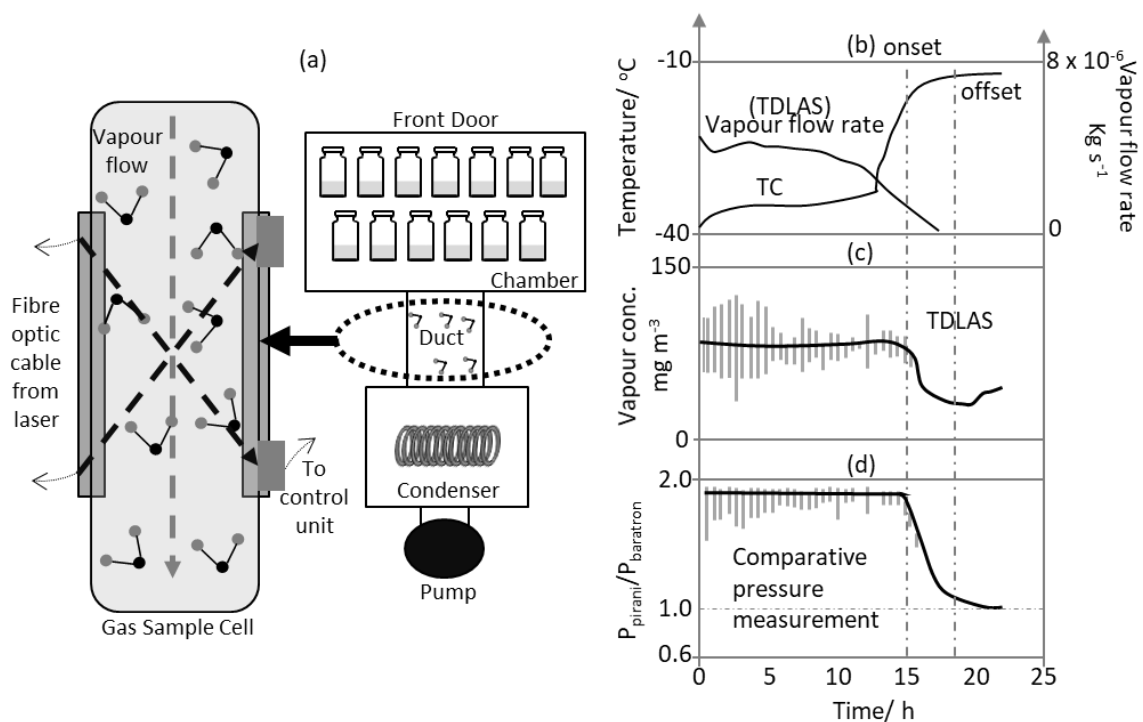 (a)
Vapour
flow
Fibre
optic
cable
from
laser
To
control
unit
Gas Sample Cell
Front Door
Chamber
Duct
Condenser
Pump
(b) onset
-10
8 x 10⁻⁶
offset
(TDLAS)
Vapour flow rate
TC
Temperature/ °C
Vapour flow rate
Kg s⁻¹
-40
0
(c)
150
TDLAS
Vapour conc.
mg m⁻³
0
(d)
2.0
Comparative
pressure
measurement
P_pirani/P_baratron
1.0
0.6
0
5
10
15
20
25
Time/ h